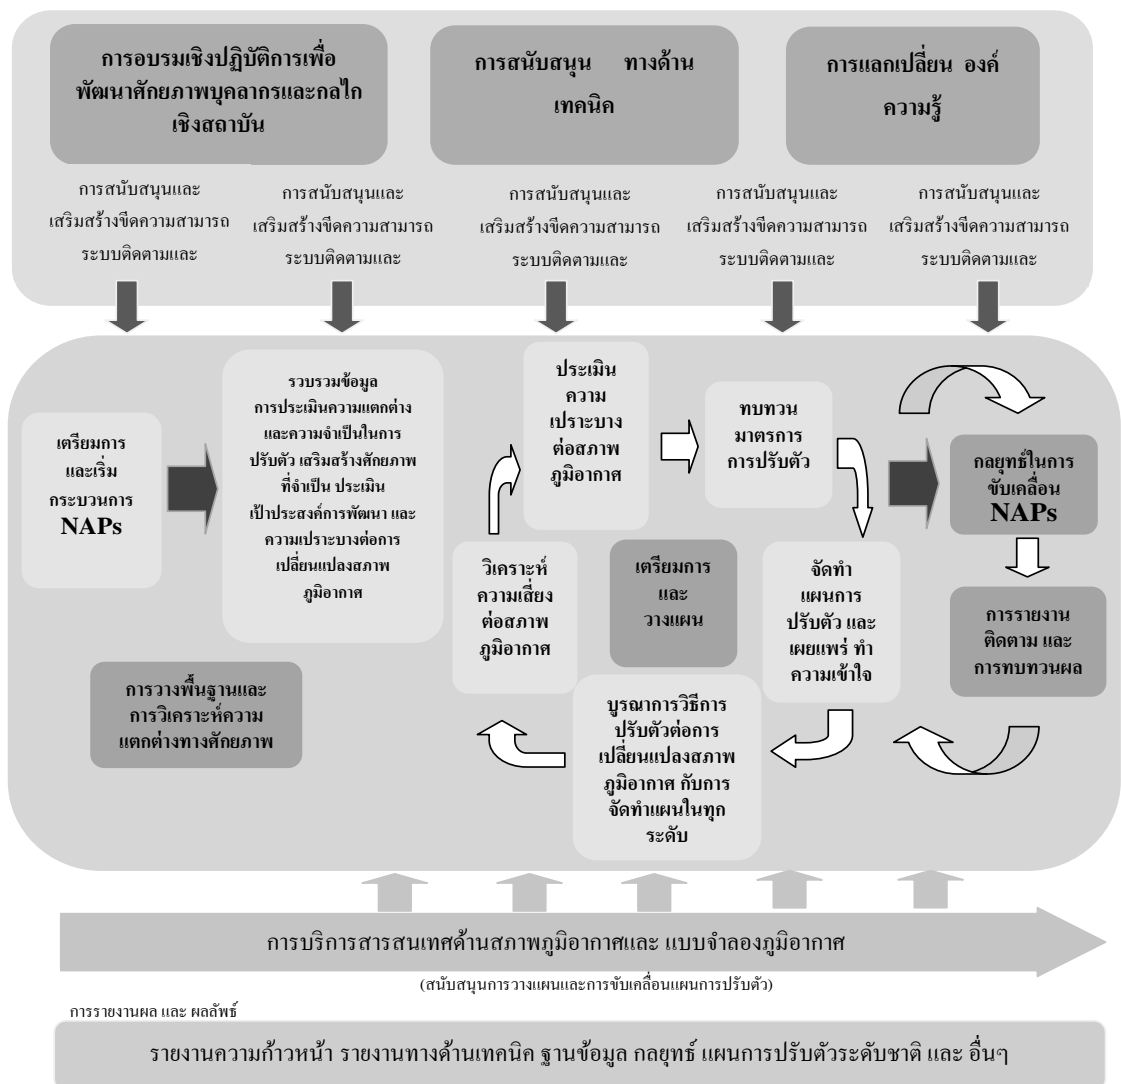 การอบรมเชิงปฏิบัติการเพื่อ
พัฒนาศักยภาพบุคลากรและกลไก
เชิงสถาบัน
การสนับสนุน ทางด้าน
เทคนิค
การแลกเปลี่ยน องค์
ความรู้
การสนับสนุนและ
เสริมสร้างขีดความสามารถ
ระบบติดตามและ
การสนับสนุนและ
เสริมสร้างขีดความสามารถ
ระบบติดตามและ
การสนับสนุนและ
เสริมสร้างขีดความสามารถ
ระบบติดตามและ
การสนับสนุนและ
เสริมสร้างขีดความสามารถ
ระบบติดตามและ
การสนับสนุนและ
เสริมสร้างขีดความสามารถ
ระบบติดตามและ
เตรียมการ
และเริ่ม
กระบวนการ
NAPs
รวบรวมข้อมูล
การประเมินความแตกต่าง
และความจำเป็นในการ
ปรับตัว เสริมสร้างศักยภาพ
ที่จำเป็น ประเมิน
เป้าประสงค์การพัฒนา และ
ความเปราะบางต่อการ
เปลี่ยนแปลงสภาพ
ภูมิอากาศ
ประเมิน
ความ
เปราะบาง
ต่อสภาพ
ภูมิอากาศ
ทบทวน
มาตรการ
การปรับตัว
กลยุทธ์ในการ
ขับเคลื่อน
NAPs
วิเคราะห์
ความเสี่ยง
ต่อสภาพ
ภูมิอากาศ
เตรียมการ
และ
วางแผน
จัดทำ
แผนการ
ปรับตัว และ
เผยแพร่ ทำ
ความเข้าใจ
การรายงาน
ติดตาม และ
การทบทวนผล
การวางพื้นฐานและ
การวิเคราะห์ความ
แตกต่างทางศักยภาพ
บูรณาการวิธีการ
ปรับตัวต่อการ
เปลี่ยนแปลงสภาพ
ภูมิอากาศ กับการ
จัดทำแผนในทุก
ระดับ
การบริการสารสนเทศด้านสภาพภูมิอากาศและ แบบจำลองภูมิอากาศ
(สนับสนุนการวางแผนและการขับเคลื่อนแผนการปรับตัว)
การรายงานผล และ ผลลัพธ์
รายงานความก้าวหน้า รายงานทางด้านเทคนิค ฐานข้อมูล กลยุทธ์ แผนการปรับตัวระดับชาติ และ อื่นๆ